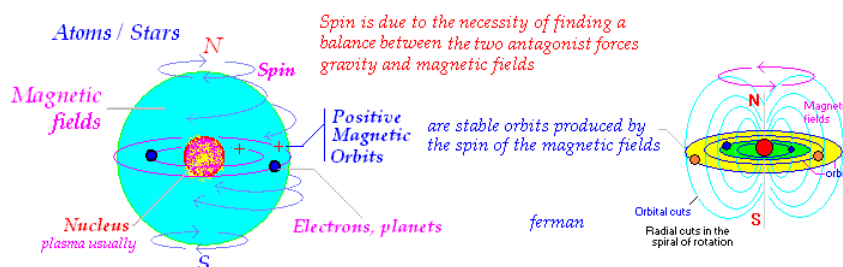 Atoms / Stars
N
Spin
Magnetic
fields
Positive
Magnetic
Orbits
Nucleus
plasma usually
Electrons, planets
S
Spin is due to the necessity of finding a
balance between the two antagonist forces
gravity and magnetic fields
are stable orbits produced by
the spin of the magnetic fields
ferman
N
Magnet
fields
orb
Orbital cuts
S
Radial cuts in the
spiral of rotation